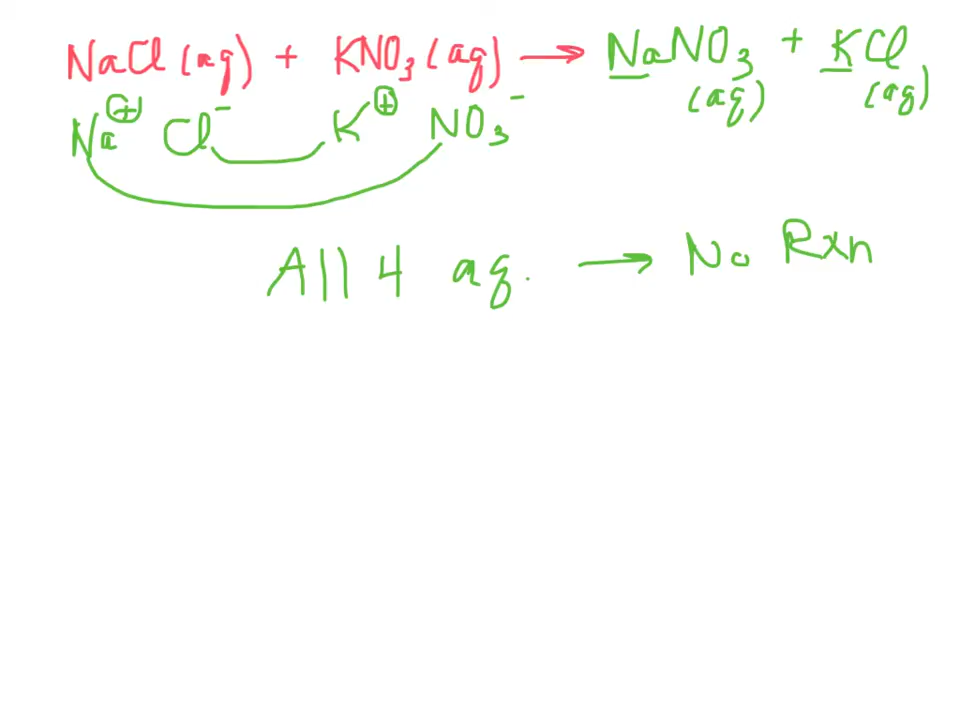 NaCl (aq) + KNO₃ (aq) → NaNO₃ + KCl
(aq) (aq)
Na⁺ Cl⁻ K⁺ NO₃⁻
All 4 aq. → No Rxn